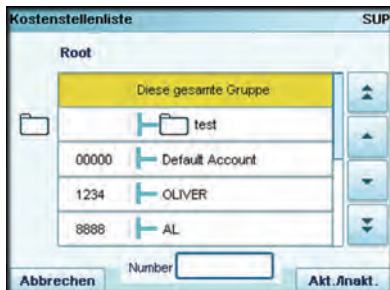 Kostenstellenliste SUP
Root
Diese gesamte Gruppe
test
00000 Default Account
1234 OLIVER
8888 AL
Number
Abbrechen Akt./Inakt.